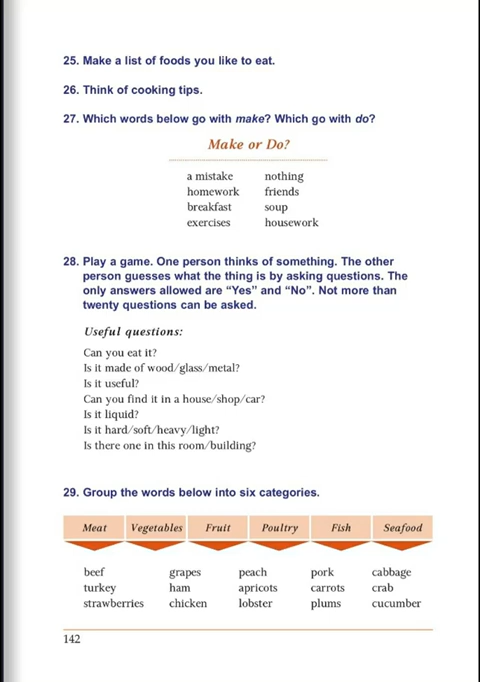 25. Make a list of foods you like to eat.
26. Think of cooking tips.
27. Which words below go with make? Which go with do?
Make or Do?
a mistake nothing
homework friends
breakfast soup
exercises housework
28. Play a game. One person thinks of something. The other
person guesses what the thing is by asking questions. The
only answers allowed are “Yes” and “No”. Not more than
twenty questions can be asked.
Useful questions:
Can you eat it?
Is it made of wood/glass/metal?
Is it useful?
Can you find it in a house/shop/car?
Is it liquid?
Is it hard/soft/heavy/light?
Is there one in this room/building?
29. Group the words below into six categories.
Meat Vegetables Fruit Poultry Fish Seafood
beef grapes peach pork cabbage
turkey ham apricots carrots crab
strawberries chicken lobster plums cucumber
142